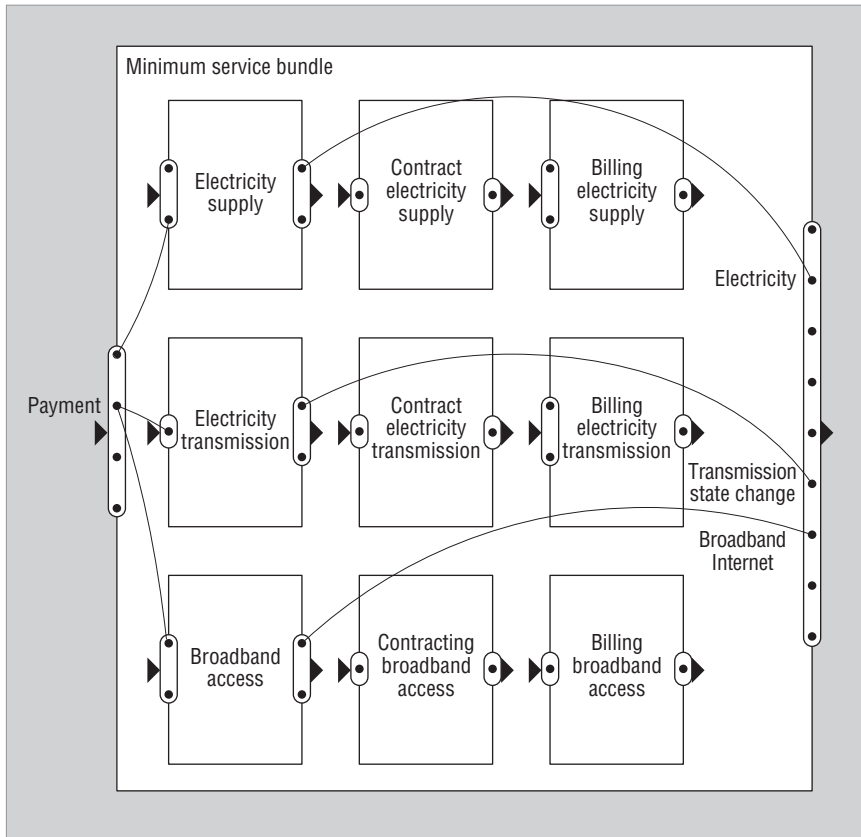 Minimum service bundle
Electricity
supply
Contract
electricity
supply
Billing
electricity
supply
Electricity
Payment
Electricity
transmission
Contract
electricity
transmission
Billing
electricity
transmission
Transmission
state change
Broadband
Internet
Broadband
access
Contracting
broadband
access
Billing
broadband
access